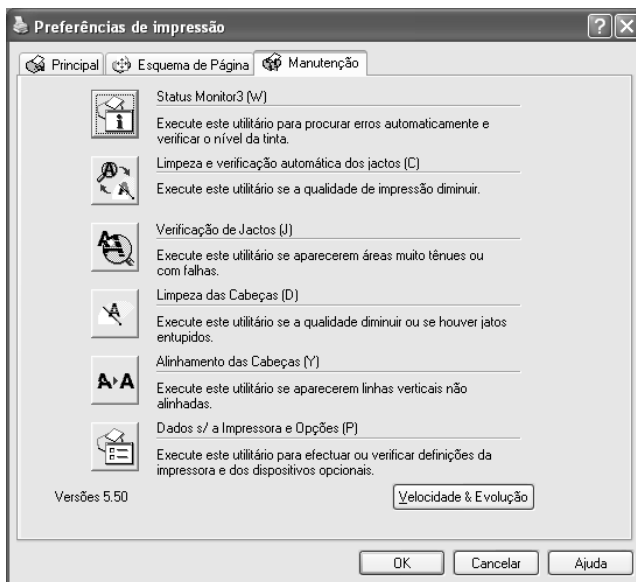 Preferências de impressão
Principal
Esquema de Página
Manutenção
Status Monitor3 (W)
Execute este utilitário para procurar erros automaticamente e
verificar o nível da tinta.
Limpeza e verificação automática dos jactos (C)
Execute este utilitário se a qualidade de impressão diminuir.
Verificação de Jactos (J)
Execute este utilitário se aparecerem áreas muito tênues ou
com falhas.
Limpeza das Cabeças (D)
Execute este utilitário se a qualidade diminuir ou se houver jatos
entupidos.
Alinhamento das Cabeças (Y)
Execute este utilitário se aparecerem linhas verticais não
alinhadas.
Dados s/ a Impressora e Opções (P)
Execute este utilitário para efectuar ou verificar definições da
impressora e dos dispositivos opcionais.
Versões 5.50
Velocidade & Evolução
OK
Cancelar
Ajuda